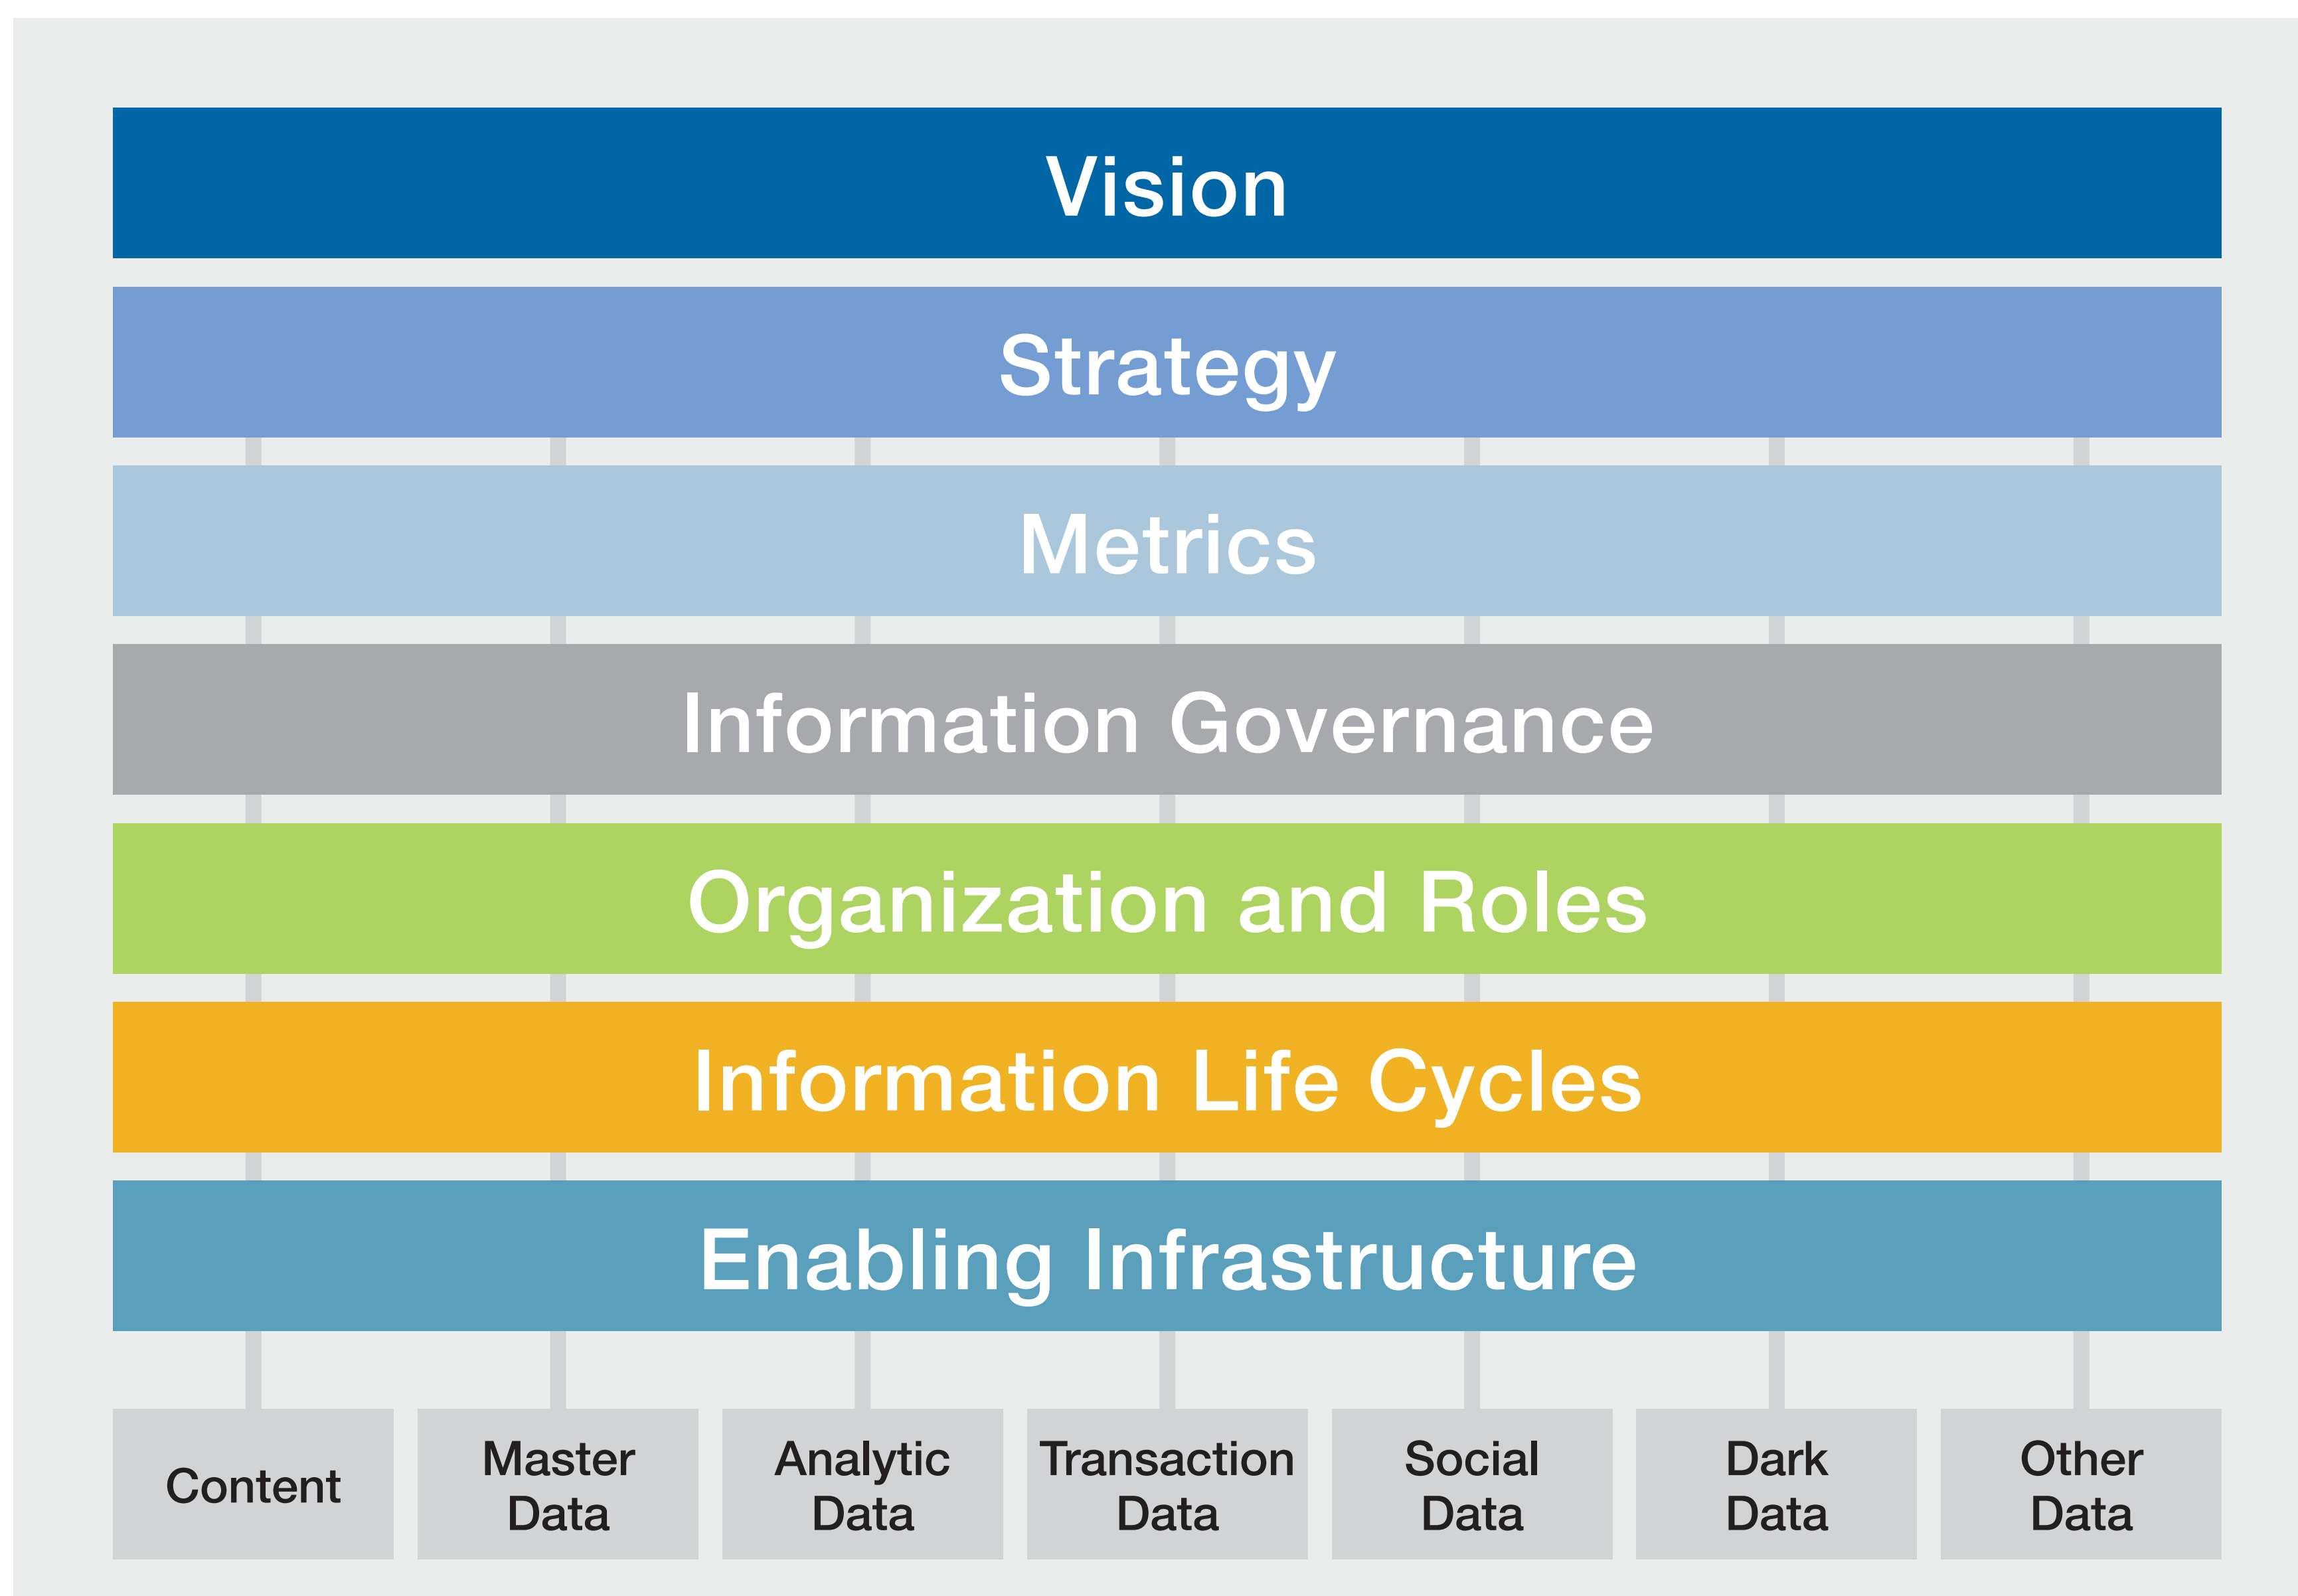 Vision
Strategy
Metrics
Information Governance
Organization and Roles
Information Life Cycles
Enabling Infrastructure
Content
Master
Data
Analytic
Data
Transaction
Data
Social
Data
Dark
Data
Other
Data